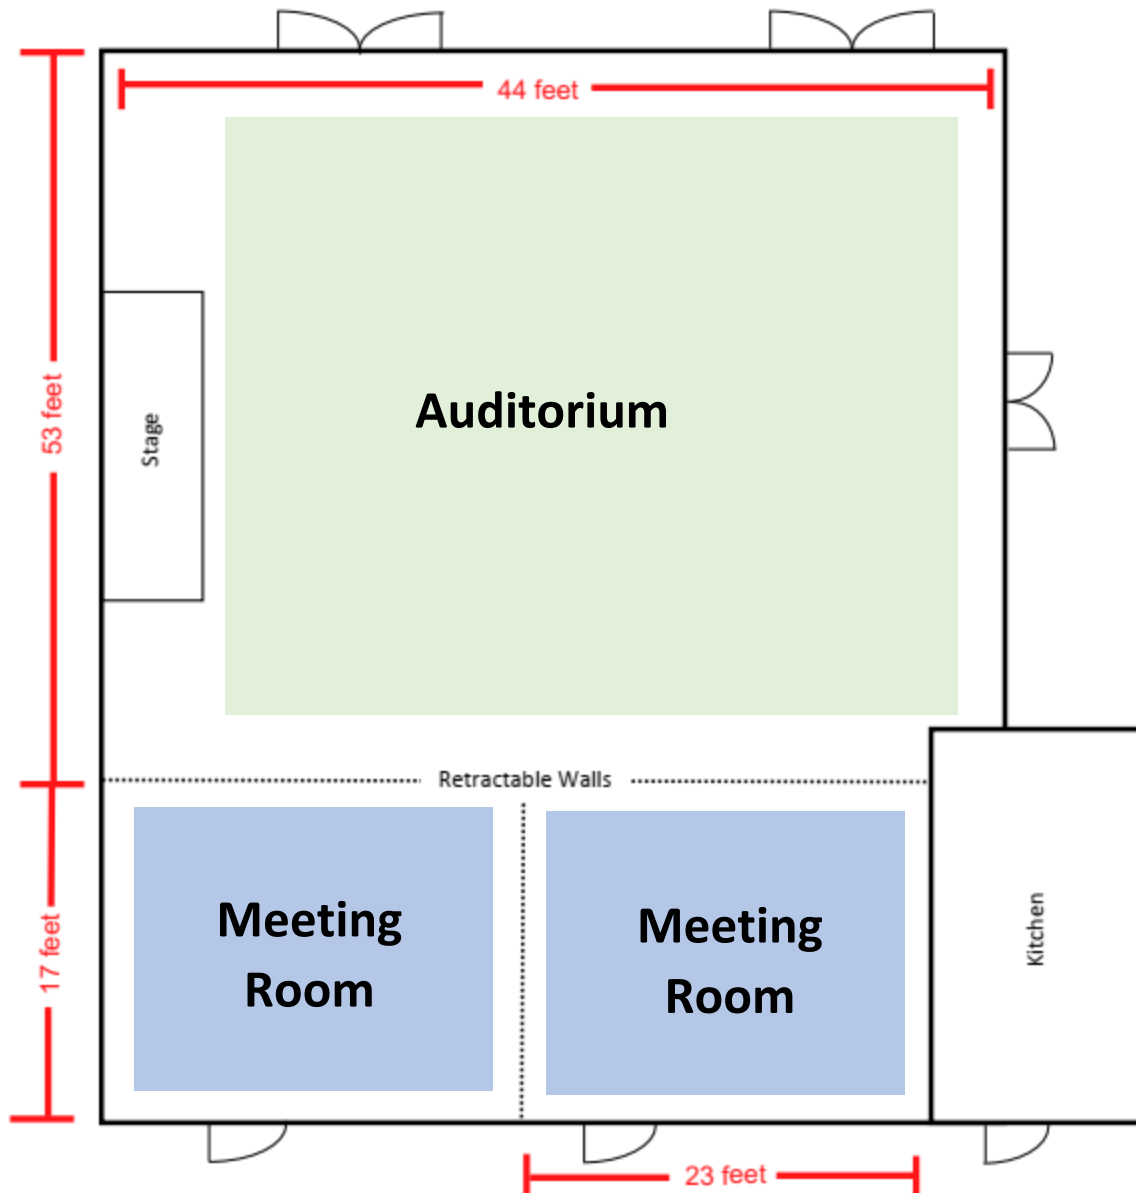 44 feet
53 feet
Auditorium
Stage
Retractable Walls
Meeting
Room
Meeting
Room
17 feet
Kitchen
23 feet